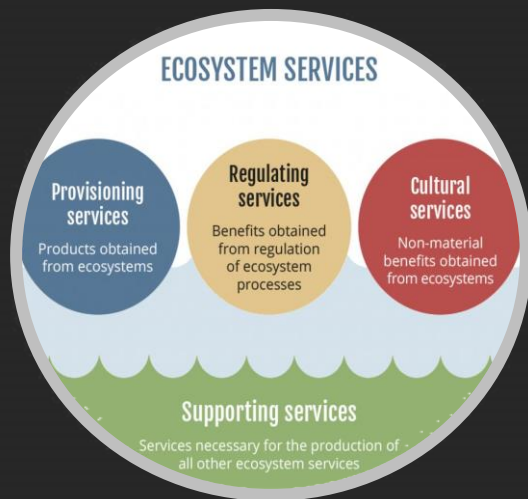 ECOSYSTEM SERVICES
Provisioning
services
Products obtained
from ecosystems
Regulating
services
Benefits obtained
from regulation
of ecosystem
processes
Cultural
services
Non-material
benefits obtained
from ecosystems
Supporting services
Services necessary for the production of
all other ecosystem services